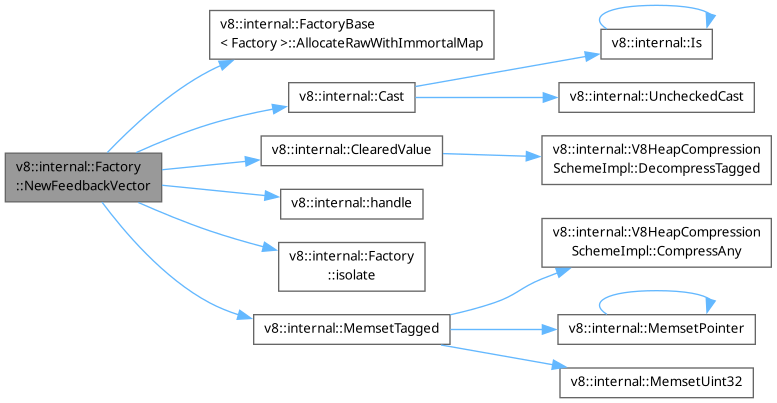 v8::internal::Factory
::NewFeedbackVector
v8::internal::FactoryBase
< Factory >::AllocateRawWithImmortalMap
v8::internal::Cast
v8::internal::Is
v8::internal::UncheckedCast
v8::internal::ClearedValue
v8::internal::V8HeapCompression
SchemeImpl::DecompressTagged
v8::internal::handle
v8::internal::Factory
::isolate
v8::internal::MemsetTagged
v8::internal::V8HeapCompression
SchemeImpl::CompressAny
v8::internal::MemsetPointer
v8::internal::MemsetUint32